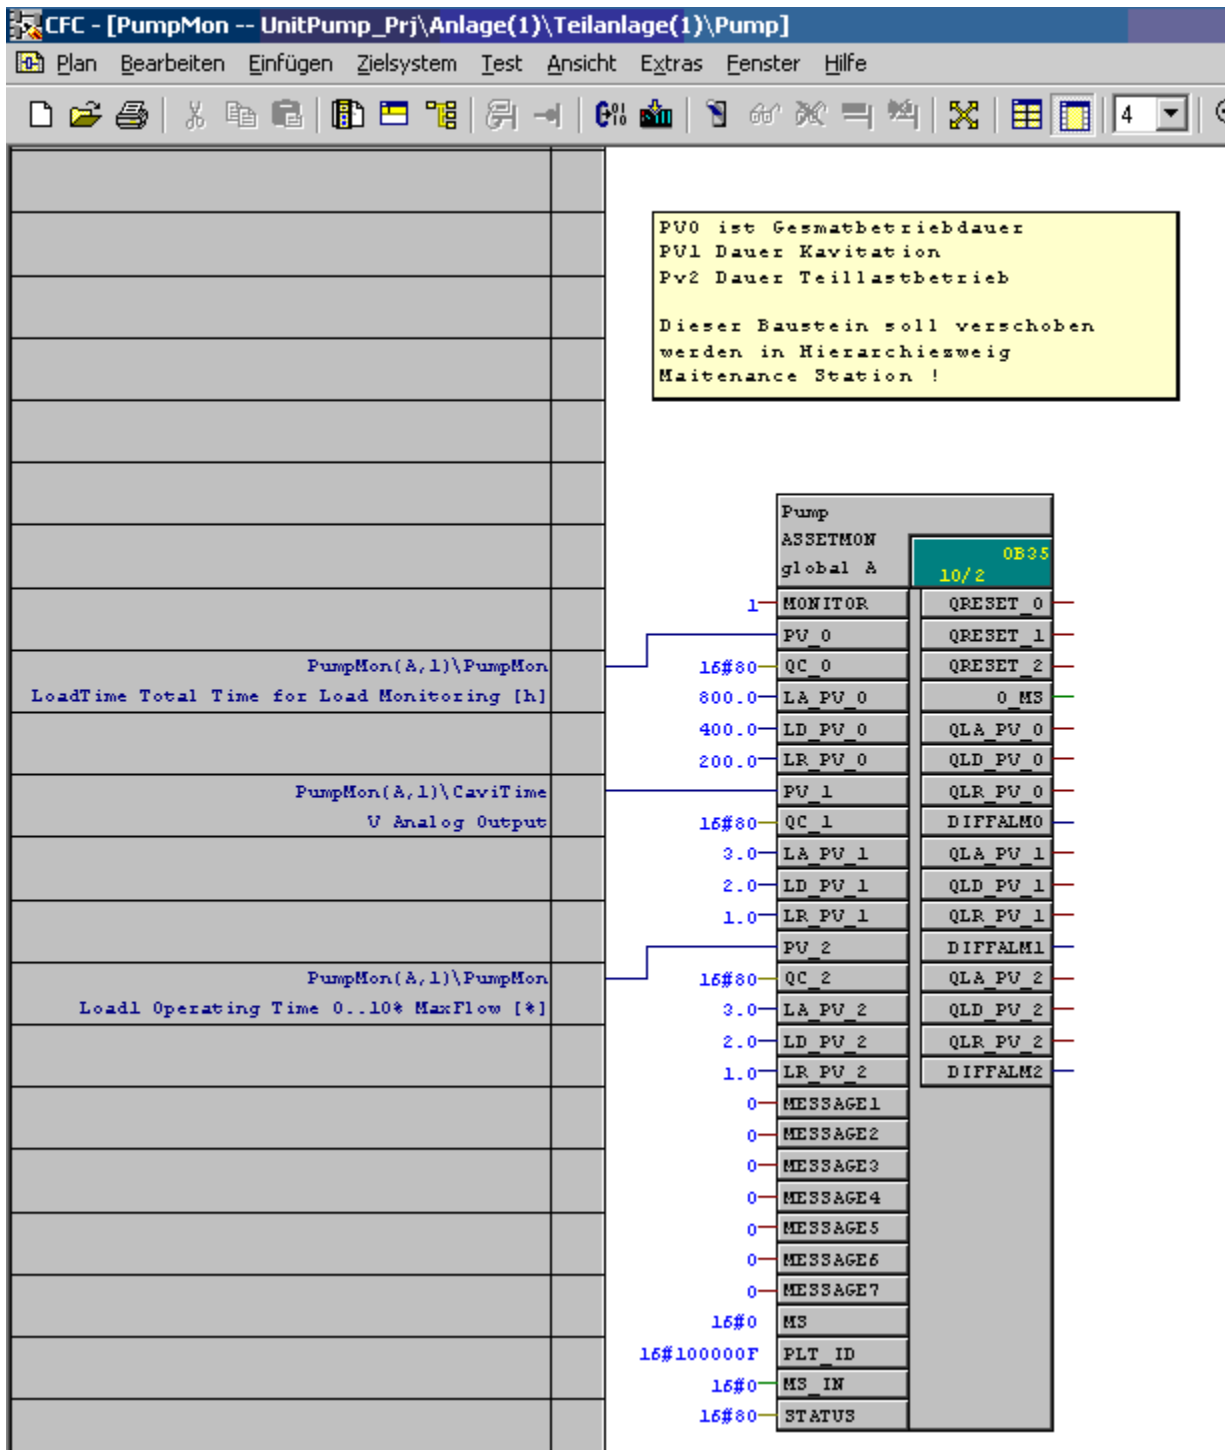 CFC - [PumpMon -- UnitPump_Prj\Anlage(1)\Teilanlage(1)\Pump]
Plan Bearbeiten Einfügen Zielsystem Test Ansicht Extras Fenster Hilfe
4
PV0 ist Gesmatbetriebdauer
PV1 Dauer Kavitation
Pv2 Dauer Teillastbetrieb
Dieser Baustein soll verschoben
werden in Hierarchiezweig
Maitenance Station !
Pump
ASSETMON
global A
OB35
10/2
1 MONITOR QRESET_0
PV_0 QRESET_1
PumpMon(A,1)\PumpMon 16#80 QC_0 QRESET_2
LoadTime Total Time for Load Monitoring [h] 800.0 LA_PV_0 O_MS
400.0 LD_PV_0 QLA_PV_0
200.0 LR_PV_0 QLD_PV_0
PumpMon(A,1)\CaviTime PV_1 QLR_PV_0
V Analog Output 16#80 QC_1 DIFFALM0
3.0 LA_PV_1 QLA_PV_1
2.0 LD_PV_1 QLD_PV_1
1.0 LR_PV_1 QLR_PV_1
PV_2 DIFFALM1
PumpMon(A,1)\PumpMon 16#80 QC_2 QLA_PV_2
Load1 Operating Time 0..10% MaxFlow [%] 3.0 LA_PV_2 QLD_PV_2
2.0 LD_PV_2 QLR_PV_2
1.0 LR_PV_2 DIFFALM2
0 MESSAGE1
0 MESSAGE2
0 MESSAGE3
0 MESSAGE4
0 MESSAGE5
0 MESSAGE6
0 MESSAGE7
16#0 MS
16#100000F PLT_ID
16#0 MS_IN
16#80 STATUS